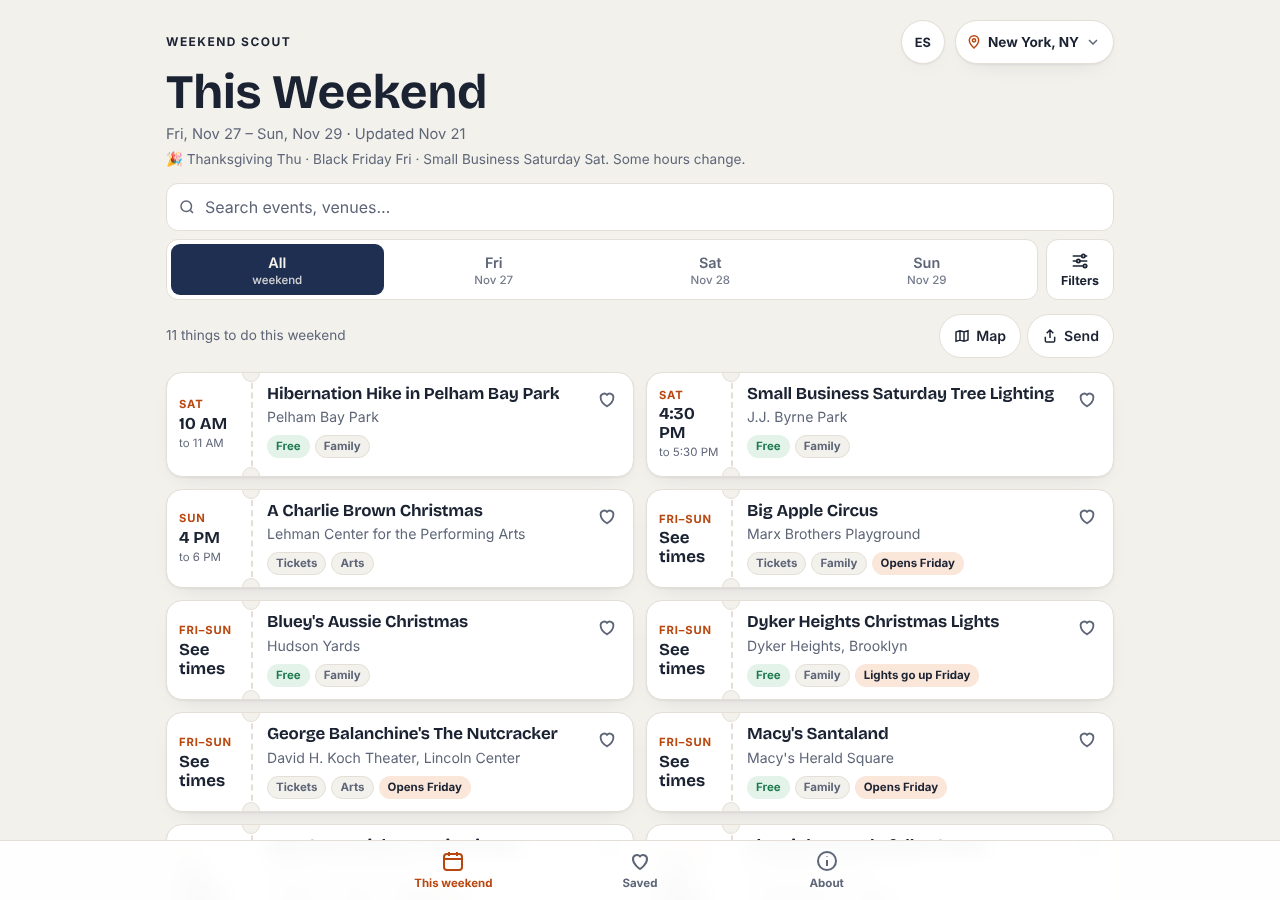 WEEKEND SCOUT
ES
New York, NY
This Weekend
Fri, Nov 27 – Sun, Nov 29 · Updated Nov 21
🎉 Thanksgiving Thu · Black Friday Fri · Small Business Saturday Sat. Some hours change.
Search events, venues...
All
weekend
Fri
Nov 27
Sat
Nov 28
Sun
Nov 29
Filters
11 things to do this weekend
Map
Send
SAT
10 AM
to 11 AM
Hibernation Hike in Pelham Bay Park
Pelham Bay Park
Free
Family
SAT
4:30
PM
to 5:30 PM
Small Business Saturday Tree Lighting
J.J. Byrne Park
Free
Family
SUN
4 PM
to 6 PM
A Charlie Brown Christmas
Lehman Center for the Performing Arts
Tickets
Arts
FRI–SUN
See
times
Big Apple Circus
Marx Brothers Playground
Tickets
Family
Opens Friday
FRI–SUN
See
times
Bluey's Aussie Christmas
Hudson Yards
Free
Family
FRI–SUN
See
times
Dyker Heights Christmas Lights
Dyker Heights, Brooklyn
Free
Family
Lights go up Friday
FRI–SUN
See
times
George Balanchine's The Nutcracker
David H. Koch Theater, Lincoln Center
Tickets
Arts
Opens Friday
FRI–SUN
See
times
Macy's Santaland
Macy's Herald Square
Free
Family
Opens Friday
This weekend
Saved
About